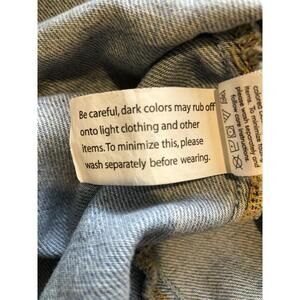 Be careful, dark colors may rub off
onto light clothing and other
items. To minimize this, please
wash separately before wearing.